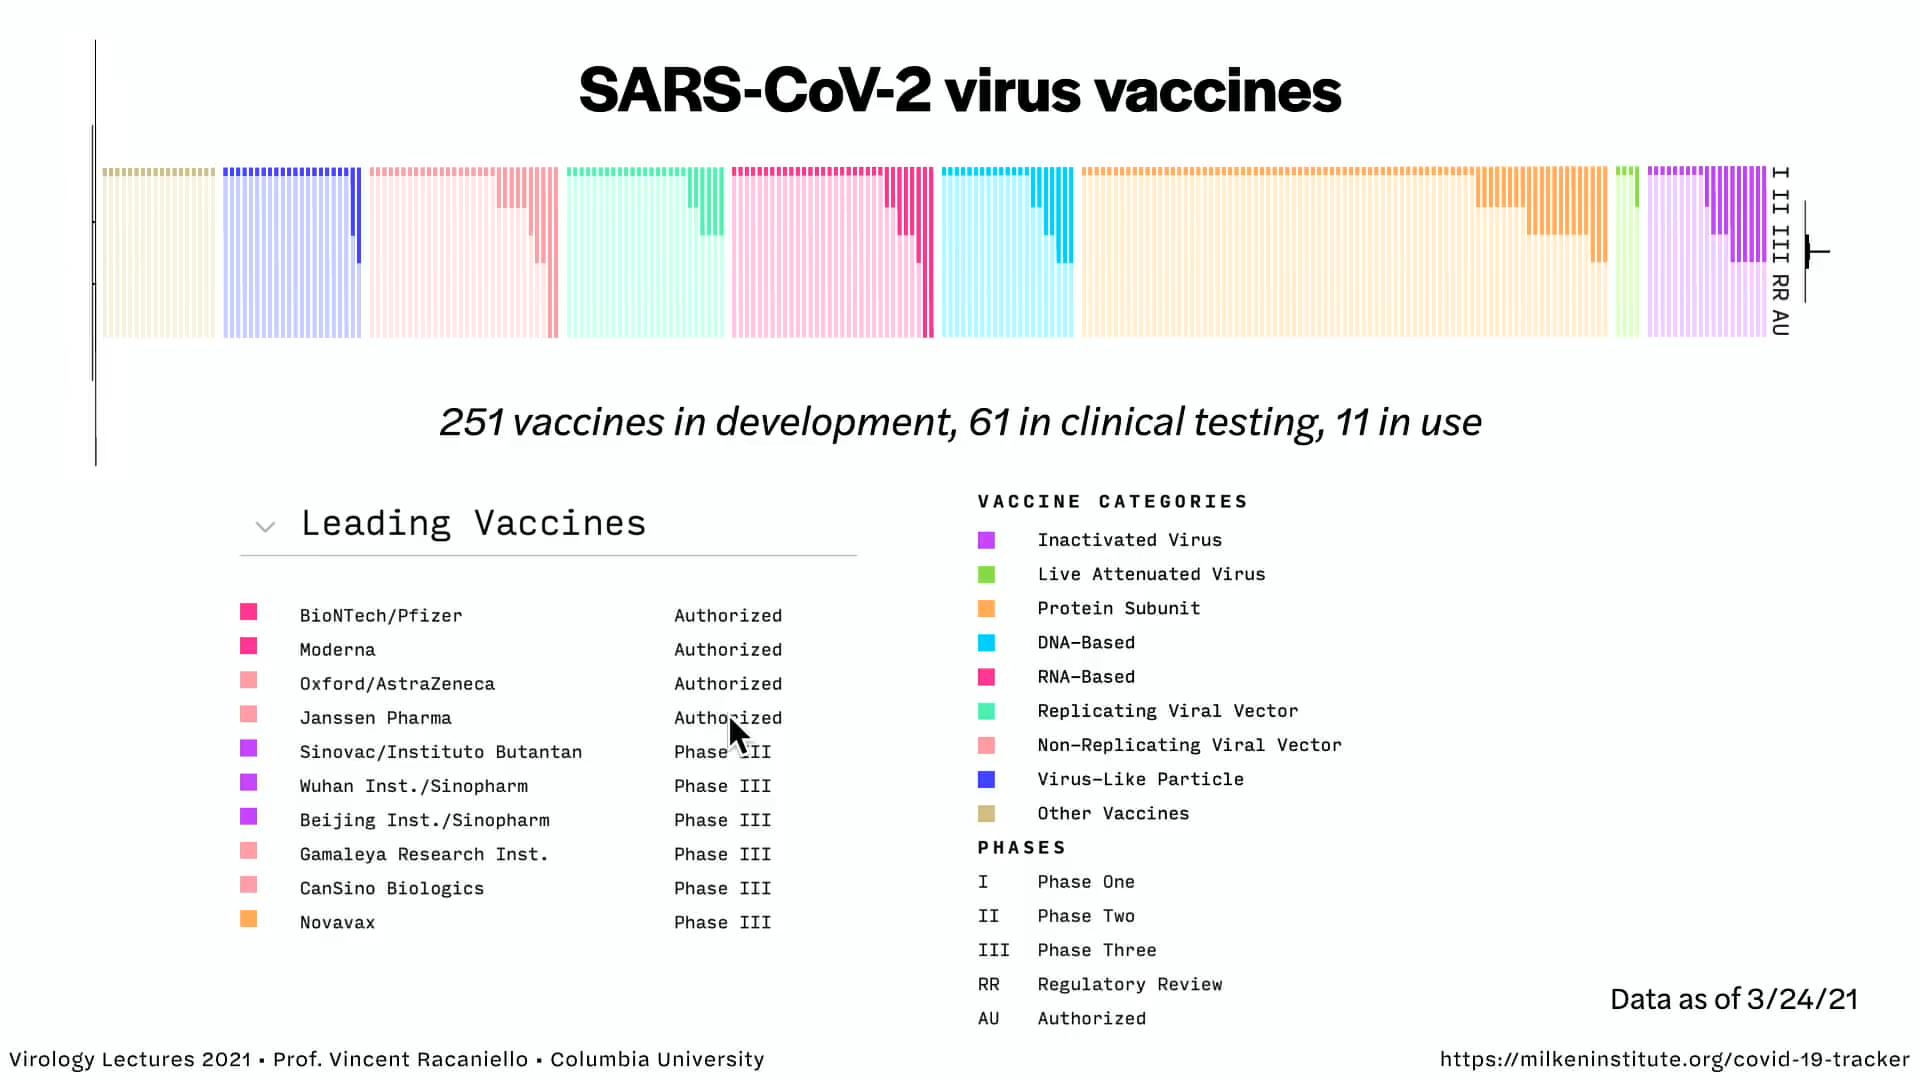 SARS-CoV-2 virus vaccines
I II III RR AU
251 vaccines in development, 61 in clinical testing, 11 in use
Leading Vaccines
BioNTech/Pfizer Authorized
Moderna Authorized
Oxford/AstraZeneca Authorized
Janssen Pharma Authorized
Sinovac/Instituto Butantan Phase III
Wuhan Inst./Sinopharm Phase III
Beijing Inst./Sinopharm Phase III
Gamaleya Research Inst. Phase III
CanSino Biologics Phase III
Novavax Phase III
VACCINE CATEGORIES
Inactivated Virus
Live Attenuated Virus
Protein Subunit
DNA-Based
RNA-Based
Replicating Viral Vector
Non-Replicating Viral Vector
Virus-Like Particle
Other Vaccines
PHASES
I Phase One
II Phase Two
III Phase Three
RR Regulatory Review
AU Authorized
Data as of 3/24/21
Virology Lectures 2021 • Prof. Vincent Racaniello • Columbia University
https://milkeninstitute.org/covid-19-tracker